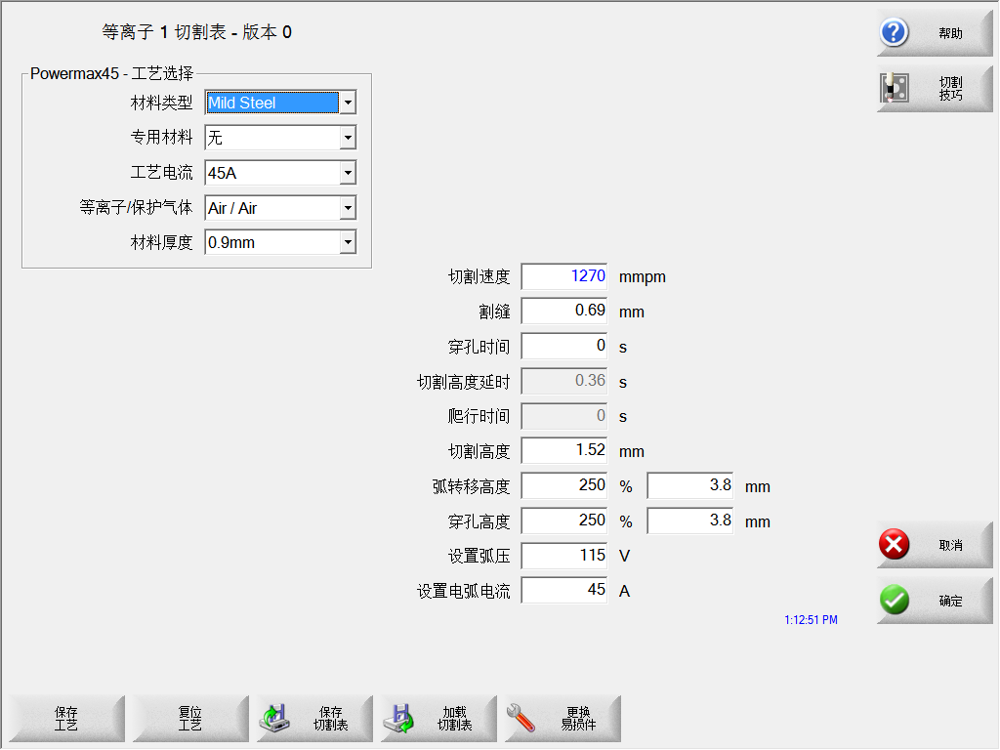 等离子 1 切割表 - 版本 0
帮助
Powermax45 - 工艺选择
材料类型 Mild Steel
切割
技巧
专用材料 无
工艺电流 45A
等离子/保护气体 Air / Air
材料厚度 0.9mm
切割速度 1270 mmpm
割缝 0.69 mm
穿孔时间 0 s
切割高度延时 0.36 s
爬行时间 0 s
切割高度 1.52 mm
弧转移高度 250 % 3.8 mm
穿孔高度 250 % 3.8 mm
取消
设置弧压 115 V
设置电弧电流 45 A
确定
1:12:51 PM
保存
工艺
复位
工艺
保存
切割表
加载
切割表
更换
易损件